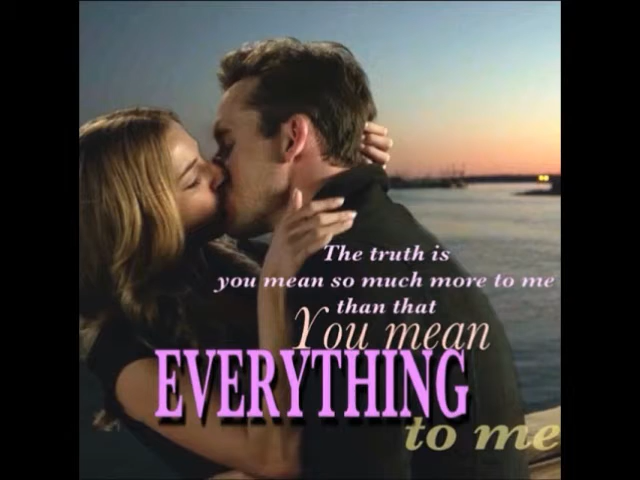 The truth is
you mean so much more to me
than that
You mean
EVERYTHING
to me